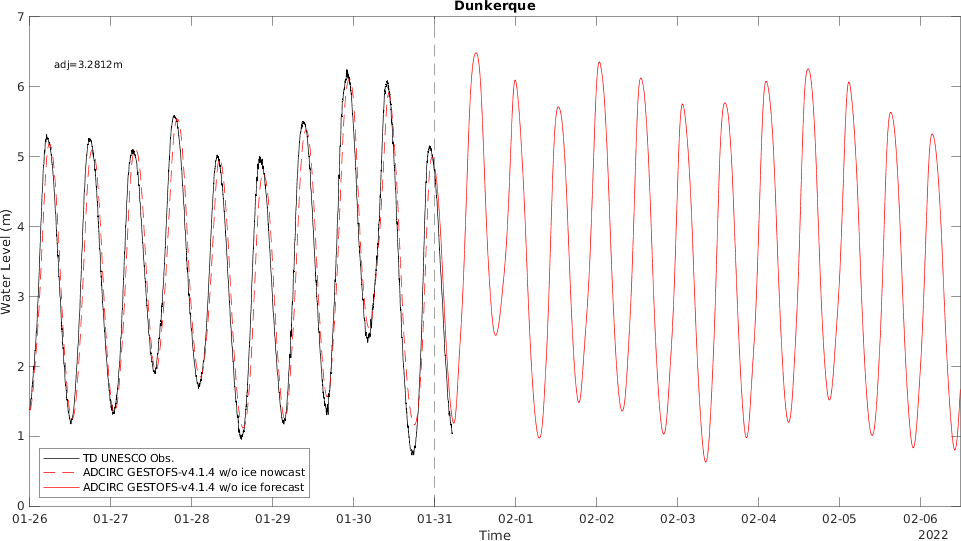 Dunkerque
adj=3.2812m
Water Level (m)
7
6
5
4
3
2
1
0
TD UNESCO Obs.
ADCIRC GESTOFS-v4.1.4 w/o ice nowcast
ADCIRC GESTOFS-v4.1.4 w/o ice forecast
01-26 01-27 01-28 01-29 01-30 01-31 02-01 02-02 02-03 02-04 02-05 02-06
Time
2022